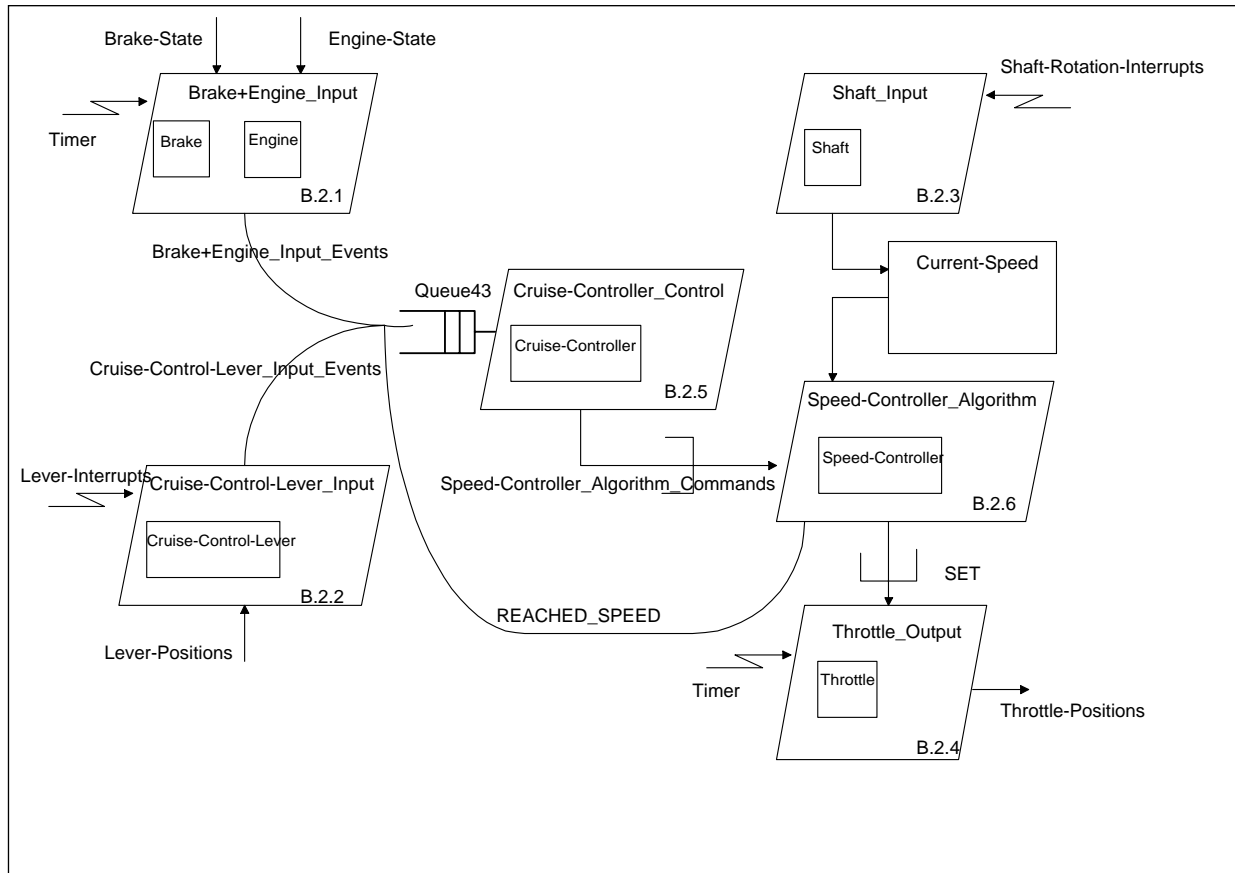 Brake-State
Engine-State
Brake+Engine_Input
Timer
Brake
Engine
B.2.1
Shaft-Rotation-Interrupts
Shaft_Input
Shaft
B.2.3
Brake+Engine_Input_Events
Current-Speed
Queue43
Cruise-Controller_Control
Cruise-Controller
B.2.5
Cruise-Control-Lever_Input_Events
Speed-Controller_Algorithm
Speed-Controller
B.2.6
Speed-Controller_Algorithm_Commands
Lever-Interrupts
Cruise-Control-Lever_Input
Cruise-Control-Lever
B.2.2
Lever-Positions
REACHED_SPEED
SET
Throttle_Output
Timer
Throttle
Throttle-Positions
B.2.4